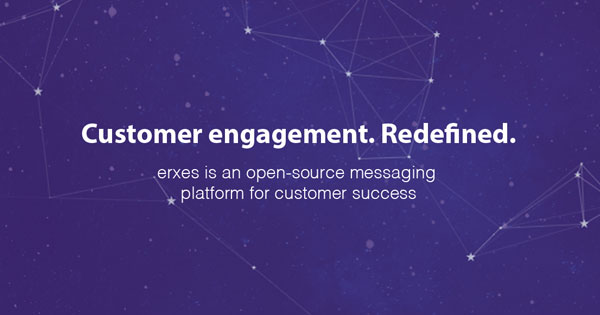 Customer engagement. Redefined.
erxes is an open-source messaging
platform for customer success